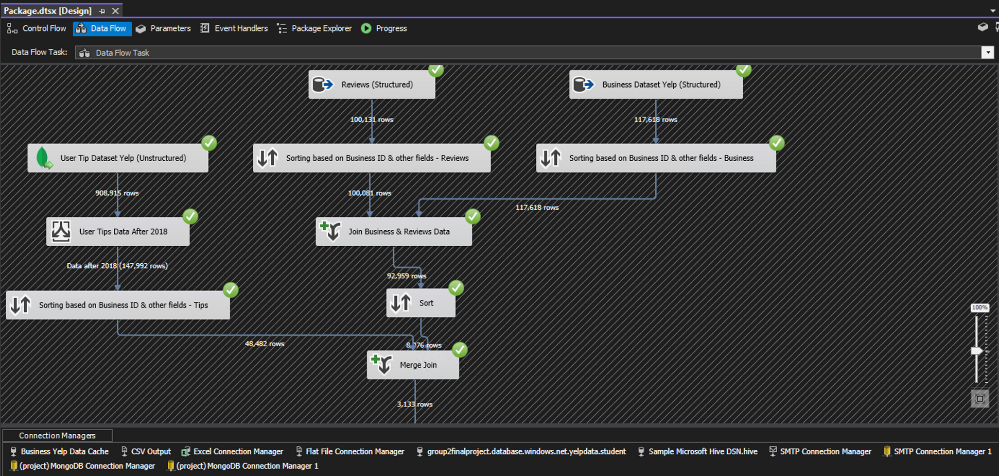 Package.dtsx [Design]
Control Flow Data Flow Parameters Event Handlers Package Explorer Progress
Data Flow Task: Data Flow Task
Reviews (Structured) Business Dataset Yelp (Structured)
100,131 rows 117,618 rows
User Tip Dataset Yelp (Unstructured) Sorting based on Business ID & other fields - Reviews Sorting based on Business ID & other fields - Business
908,915 rows 100,081 rows
117,618 rows
User Tips Data After 2018 Join Business & Reviews Data
Data after 2018 (147,992 rows)
92,959 rows
Sorting based on Business ID & other fields - Tips Sort
100%
48,482 rows rows
Merge Join
3,133 rows
Connection Managers
Business Yelp Data Cache CSV Output Excel Connection Manager Flat File Connection Manager group2finalproject.database.windows.net.yelpdata.student Sample Microsoft Hive DSN.hive SMTP Connection Manager SMTP Connection Manager 1
(project) MongoDB Connection Manager (project) MongoDB Connection Manager 1